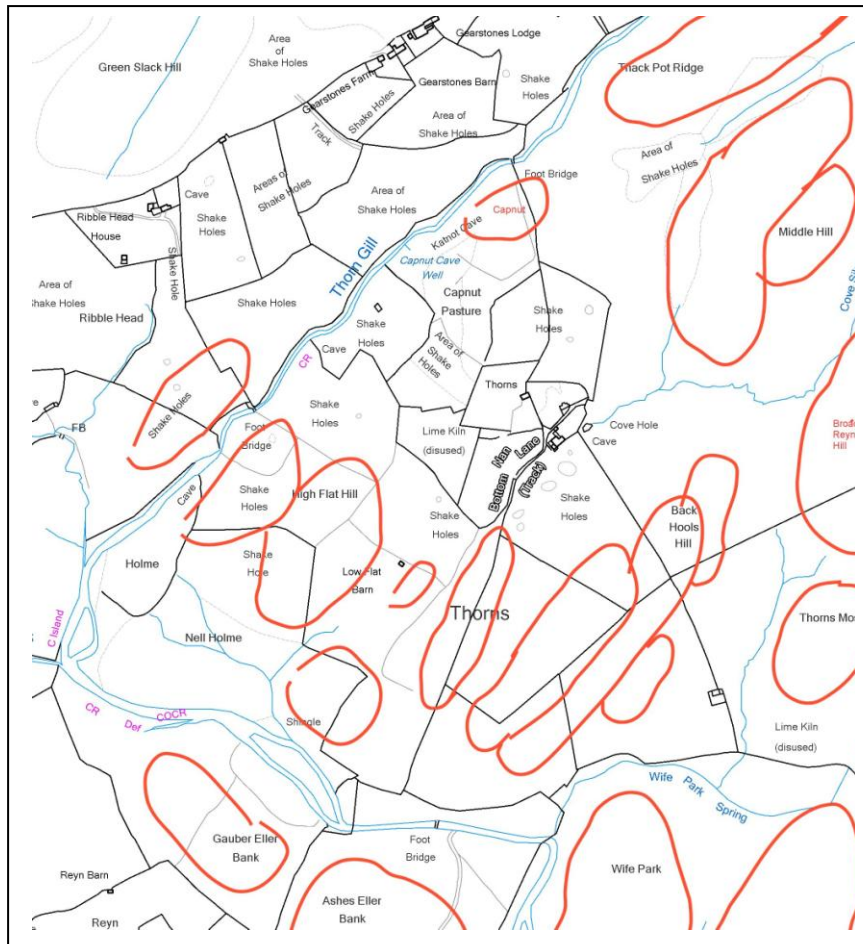 Gearstones Lodge
Area
of
Shake Holes
Green Slack Hill
Thack Pot Ridge
Gearstones Farm
Gearstones Barn
Shake
Holes
Shake Holes
Track
Area of
Shake Holes
Area of
Shake Holes
Foot Bridge
Cave
Areas of
Shake Holes
Area of
Shake Holes
Shake
Holes
Capnut
Ribble Head
House
Katnot Cave
Middle Hill
Thorn Gill
Capnut Cave
Well
Shake Hole
Area of
Shake Holes
Cove
Capnut
Pasture
Shake Holes
Ribble Head
Shake
Holes
Shake
Holes
Cave
CR
Area of
Shake
Holes
Thorns
Shake Holes
Shake
Holes
FB
Foot
Bridge
Lime Kiln
(disused)
Cove Hole
Cave
Reyn
Hill
Nan Lane
Bottom (Track)
Shake
Holes
High Flat Hill
Cave
Shake
Holes
Shake
Holes
Back
Hools
Hill
Holme
Shake
Hole
Low Flat
Barn
Thorns
Thorns
C Island
Nell Holme
CR Def COCR
Shingle
Lime Kiln
(disused)
Wife Park Spring
Gauber Eller
Bank
Foot
Bridge
Wife Park
Reyn Barn
Ashes Eller
Bank
Reyn